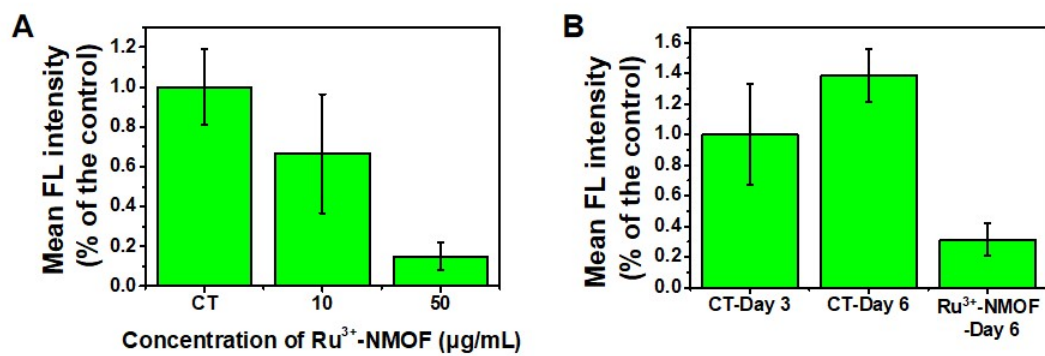 A
Mean FL intensity
(% of the control)
1.2
1.0
0.8
0.6
0.4
0.2
0.0
CT
10
50
Concentration of Ru³⁺-NMOF (µg/mL)
B
Mean FL intensity
(% of the control)
1.6
1.4
1.2
1.0
0.8
0.6
0.4
0.2
0.0
CT-Day 3
CT-Day 6
Ru³⁺-NMOF
-Day 6